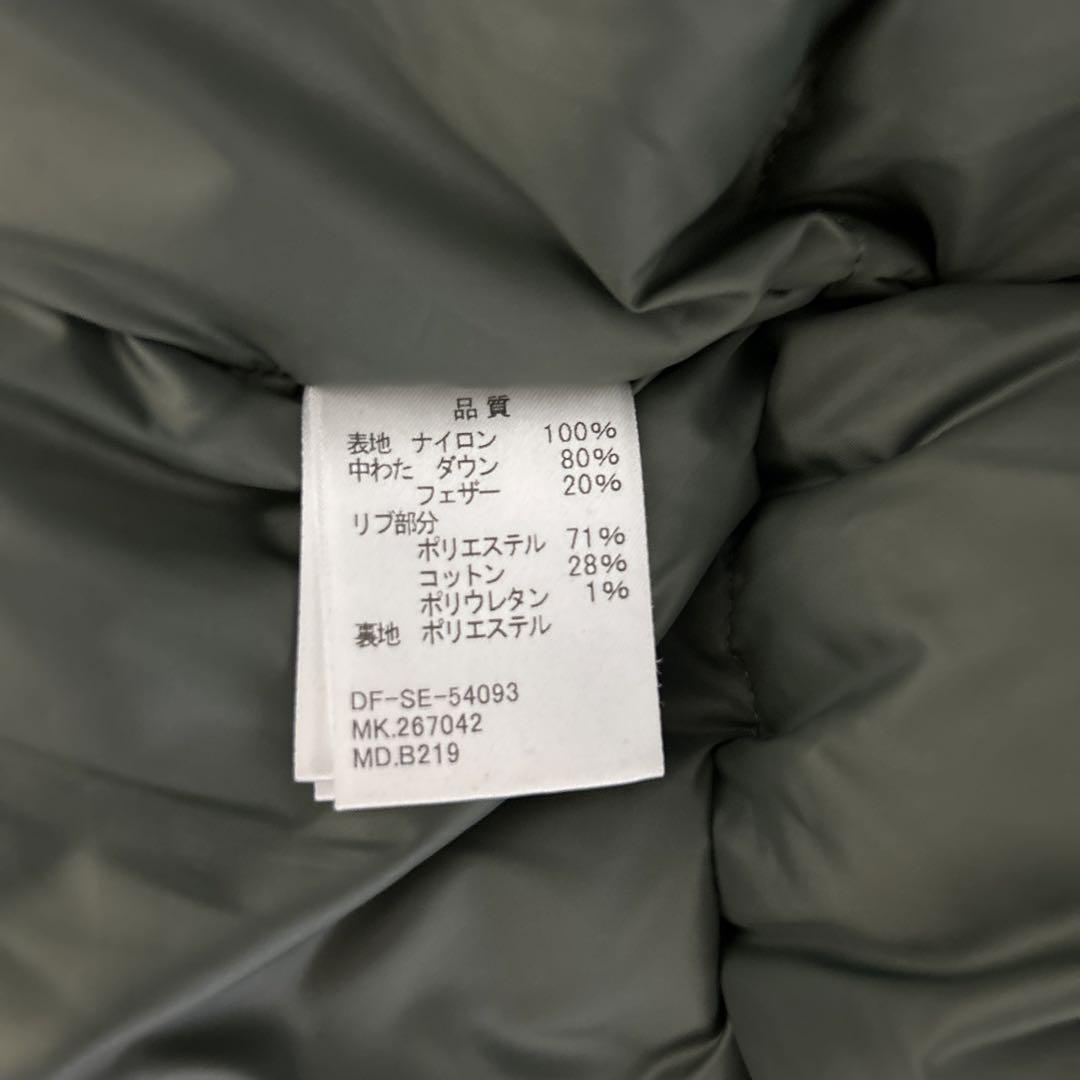 品質
表地 ナイロン 100%
中わた ダウン 80%
フェザー 20%
リブ部分
ポリエステル 71%
コットン 28%
ポリウレタン 1%
裏地 ポリエステル
DF-SE-54093
MK.267042
MD.B219